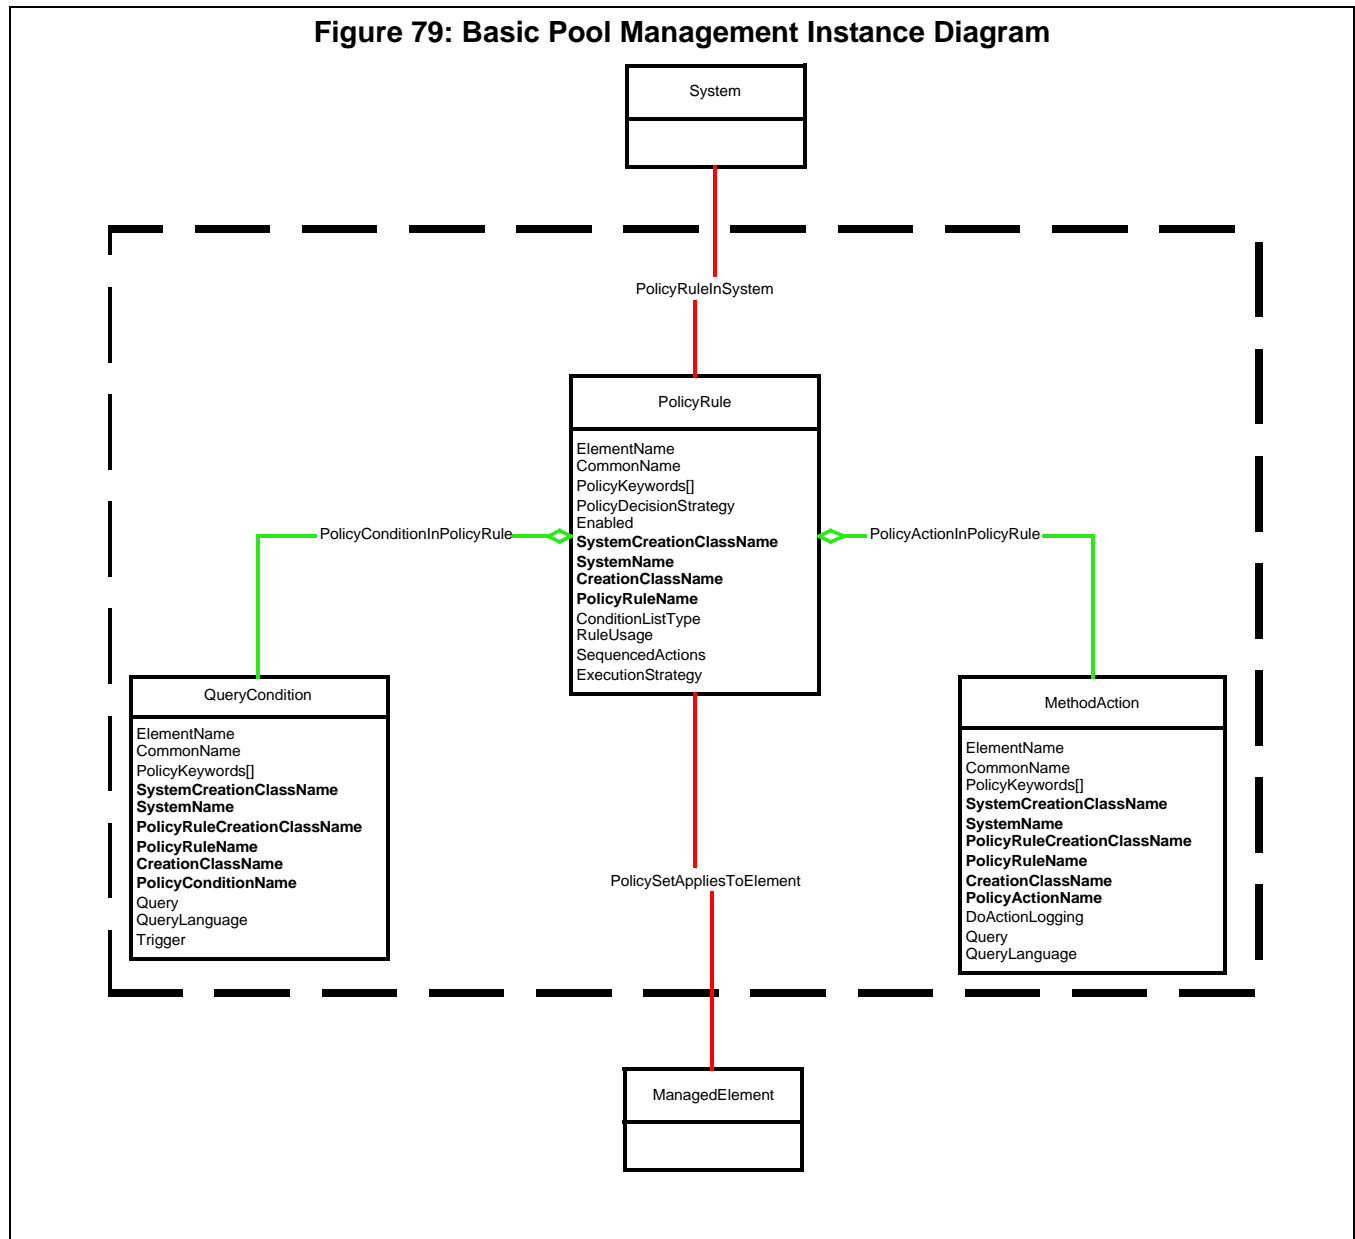 Figure 79: Basic Pool Management Instance Diagram
System
PolicyRuleInSystem
PolicyRule
ElementName
CommonName
PolicyKeywords[]
PolicyDecisionStrategy
Enabled
SystemCreationClassName
SystemName
CreationClassName
PolicyRuleName
ConditionListType
RuleUsage
SequencedActions
ExecutionStrategy
PolicyConditionInPolicyRule
PolicyActionInPolicyRule
QueryCondition
ElementName
CommonName
PolicyKeywords[]
SystemCreationClassName
SystemName
PolicyRuleCreationClassName
PolicyRuleName
CreationClassName
PolicyConditionName
Query
QueryLanguage
Trigger
MethodAction
ElementName
CommonName
PolicyKeywords[]
SystemCreationClassName
SystemName
PolicyRuleCreationClassName
PolicyRuleName
CreationClassName
PolicyActionName
DoActionLogging
Query
QueryLanguage
PolicySetAppliesToElement
ManagedElement